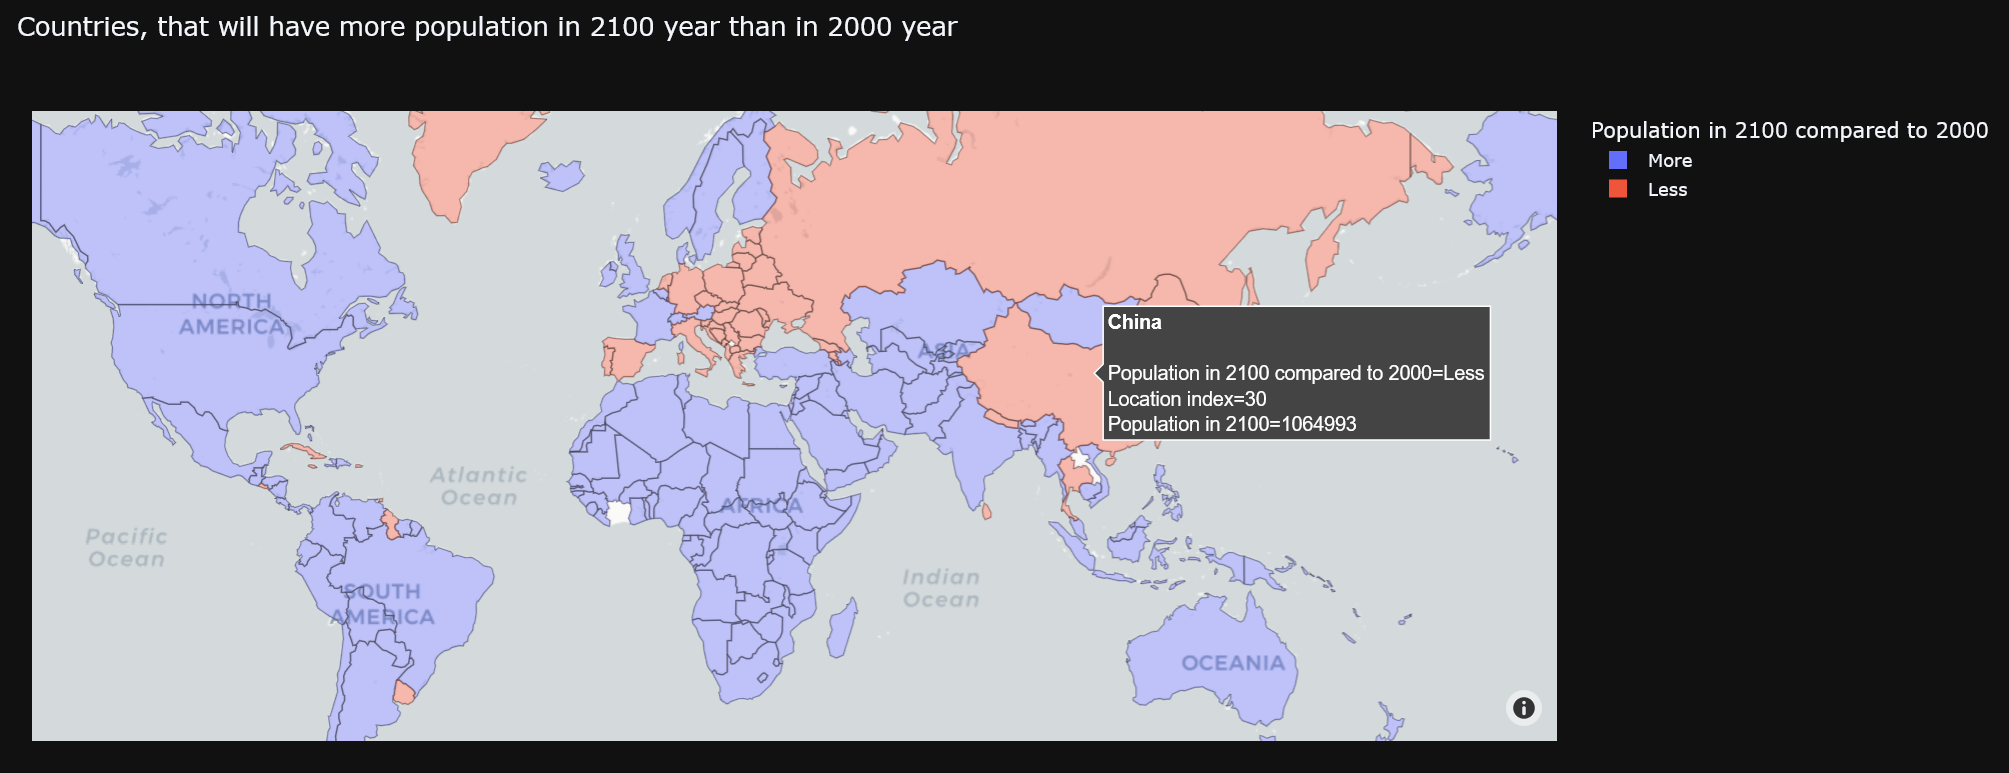 Countries, that will have more population in 2100 year than in 2000 year
Population in 2100 compared to 2000
More
Less
NORTH
AMERICA
ASIA
China
Population in 2100 compared to 2000=Less
Location index=30
Population in 2100=1064993
Atlantic
Ocean
AFRICA
Pacific
Ocean
Indian
Ocean
SOUTH
AMERICA
OCEANIA